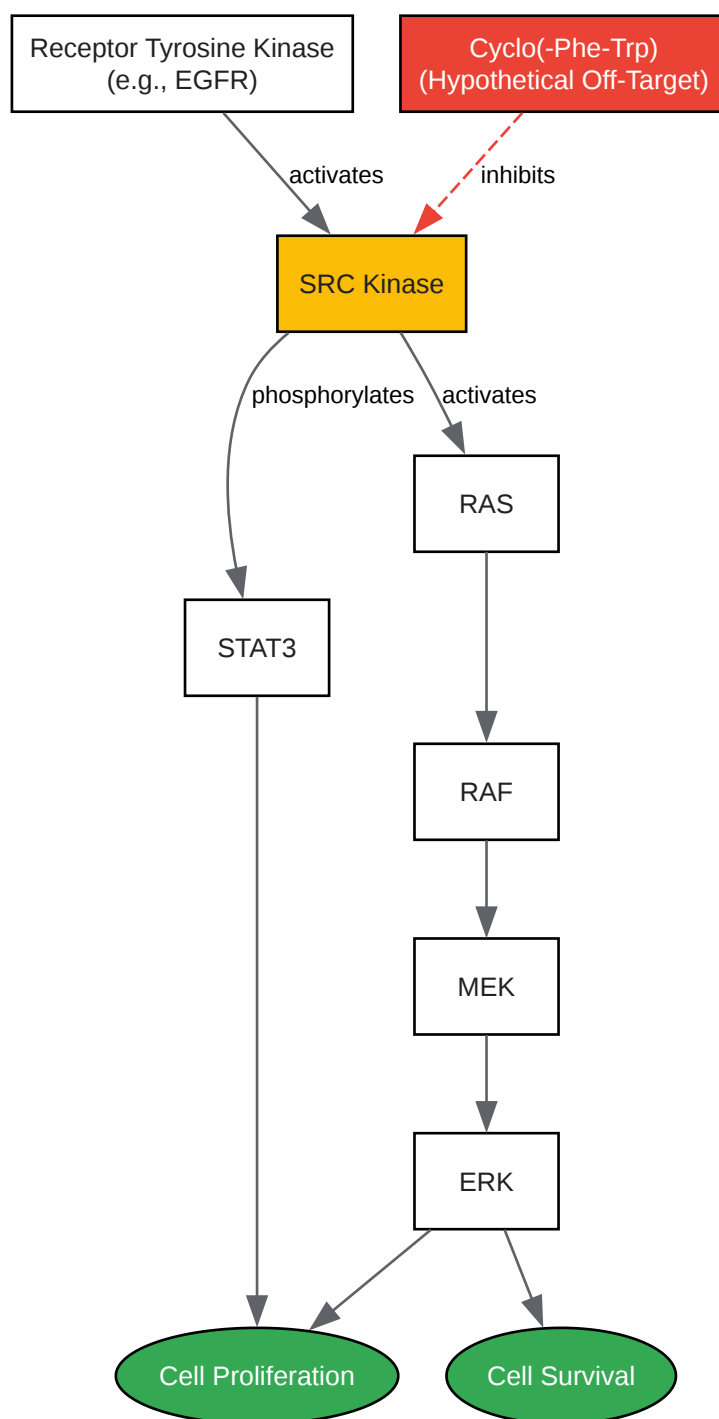 Receptor Tyrosine Kinase
(e.g., EGFR)
Cyclo(-Phe-Trp)
(Hypothetical Off-Target)
activates
inhibits
SRC Kinase
phosphorylates
activates
RAS
STAT3
RAF
MEK
ERK
Cell Proliferation
Cell Survival